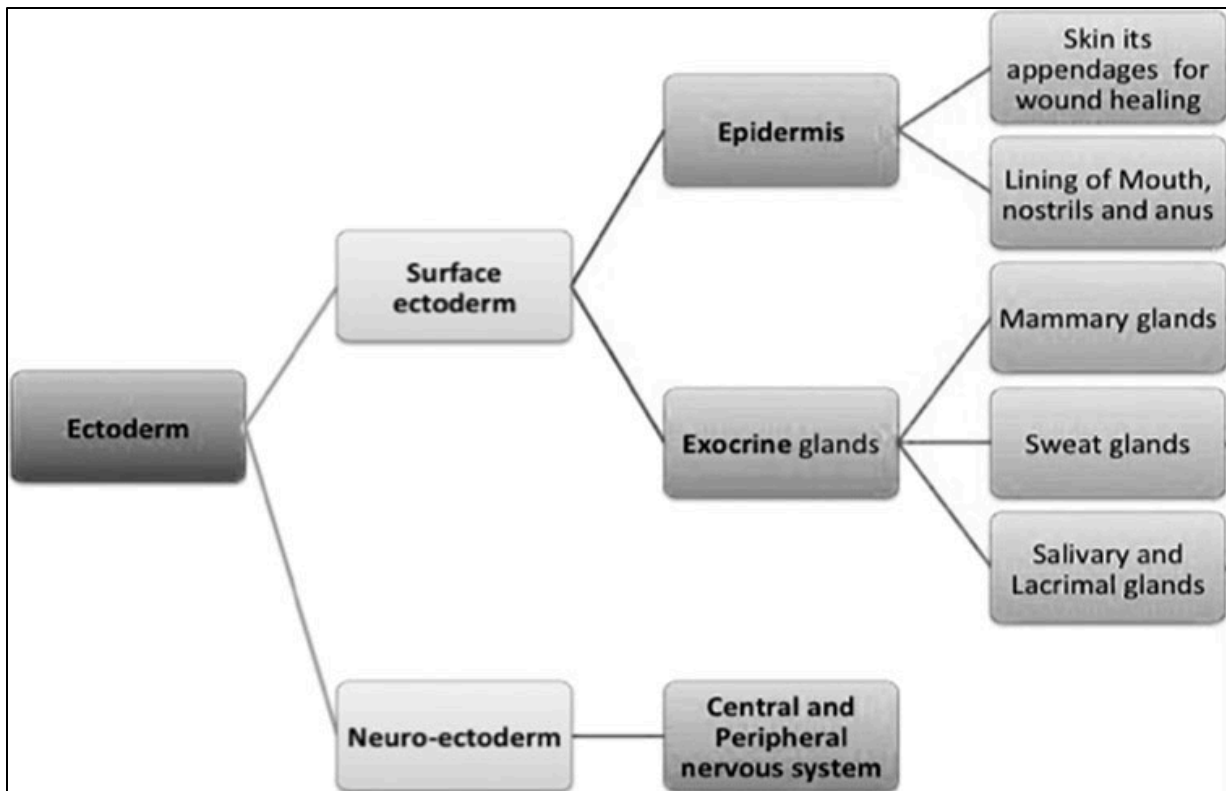 Skin its
appendages for
wound healing
Epidermis
Lining of Mouth,
nostrils and anus
Surface
ectoderm
Mammary glands
Ectoderm
Exocrine glands
Sweat glands
Salivary and
Lacrimal glands
Neuro-ectoderm
Central and
Peripheral
nervous system